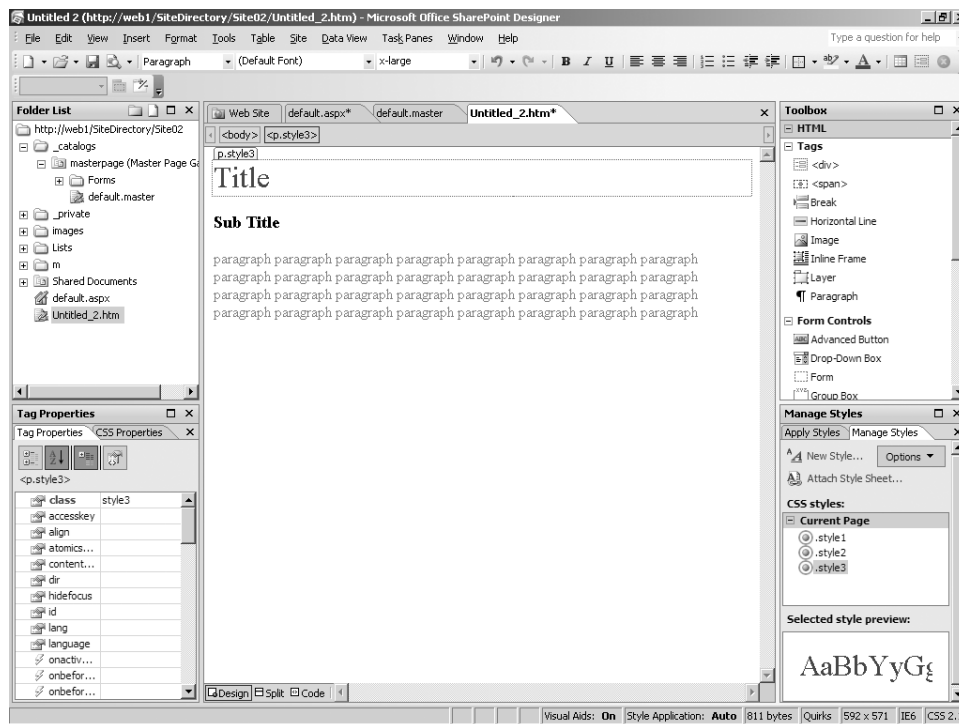 Untitled 2 (http://web1/SiteDirectory/Site02/Untitled_2.htm) - Microsoft Office SharePoint Designer
File Edit View Insert Format Tools Table Site Data View Task Panes Window Help
Type a question for help
Paragraph (Default Font) x-large B I U
Folder List
http://web1/SiteDirectory/Site02
_catalogs
masterpage (Master Page Ga
Forms
default.master
_private
images
Lists
m
Shared Documents
default.aspx
Untitled_2.htm
Tag Properties
Tag Properties CSS Properties
<p.style3>
class style3
accesskey
align
atomics...
content...
dir
hidefocus
id
lang
language
onactiv...
onbefor...
onbefor...
Web Site default.aspx* default.master Untitled_2.htm*
<body> <p.style3>
p.style3
Title
Sub Title
paragraph paragraph paragraph paragraph paragraph paragraph paragraph paragraph
paragraph paragraph paragraph paragraph paragraph paragraph paragraph paragraph
paragraph paragraph paragraph paragraph paragraph paragraph paragraph paragraph
paragraph paragraph paragraph paragraph paragraph paragraph paragraph paragraph
Design Split Code
Toolbox
HTML
Tags
<div>
<span>
Break
Horizontal Line
Image
Inline Frame
Layer
Paragraph
Form Controls
Advanced Button
Drop-Down Box
Form
Group Box
Manage Styles
Apply Styles Manage Styles
New Style... Options
Attach Style Sheet...
CSS styles:
Current Page
.style1
.style2
.style3
Selected style preview:
AaBbYyGg
Visual Aids: On Style Application: Auto 811 bytes Quirks 592 x 571 IE6 CSS 2.